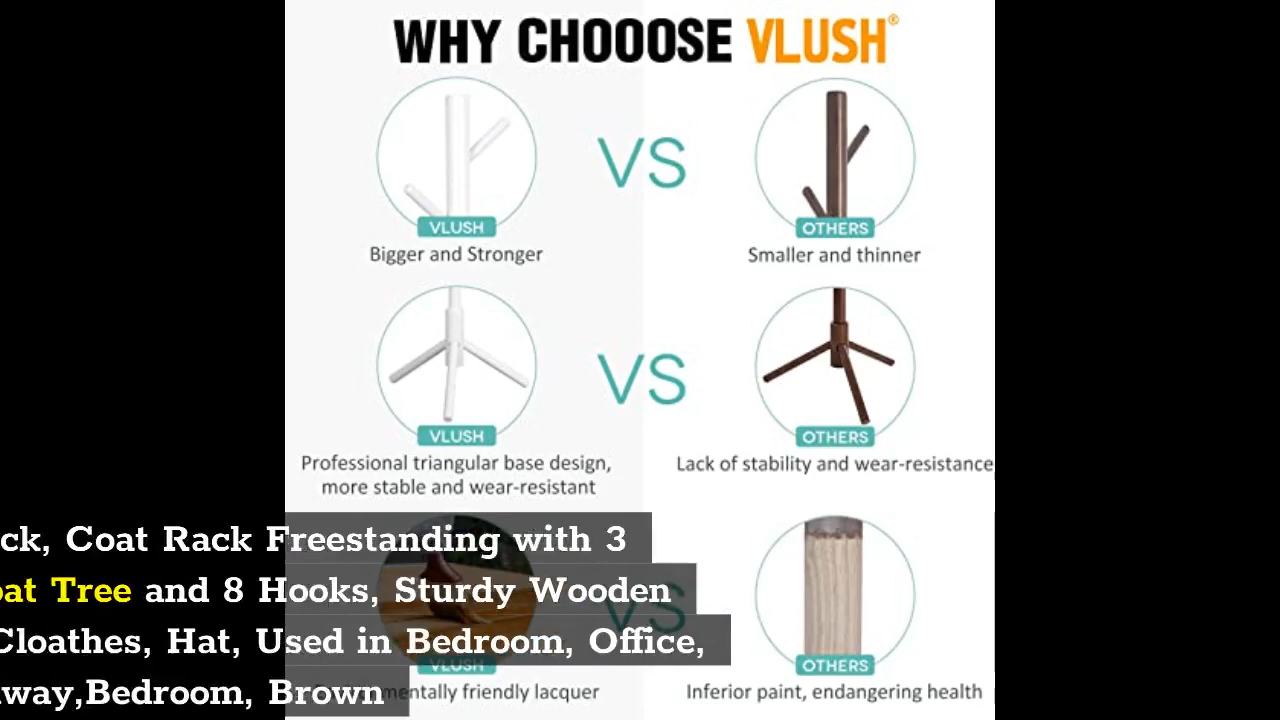 WHY CHOOOSE VLUSH®
VS
VLUSH
OTHERS
Bigger and Stronger
Smaller and thinner
VS
VLUSH
OTHERS
Professional triangular base design,
more stable and wear-resistant
Lack of stability and wear-resistance
ck, Coat Rack Freestanding with 3
oat Tree and 8 Hooks, Sturdy Wooden
Cloathes, Hat, Used in Bedroom, Office,
way,Bedroom, Brown
VS
VLUSH
OTHERS
mentally friendly lacquer
Inferior paint, endangering health